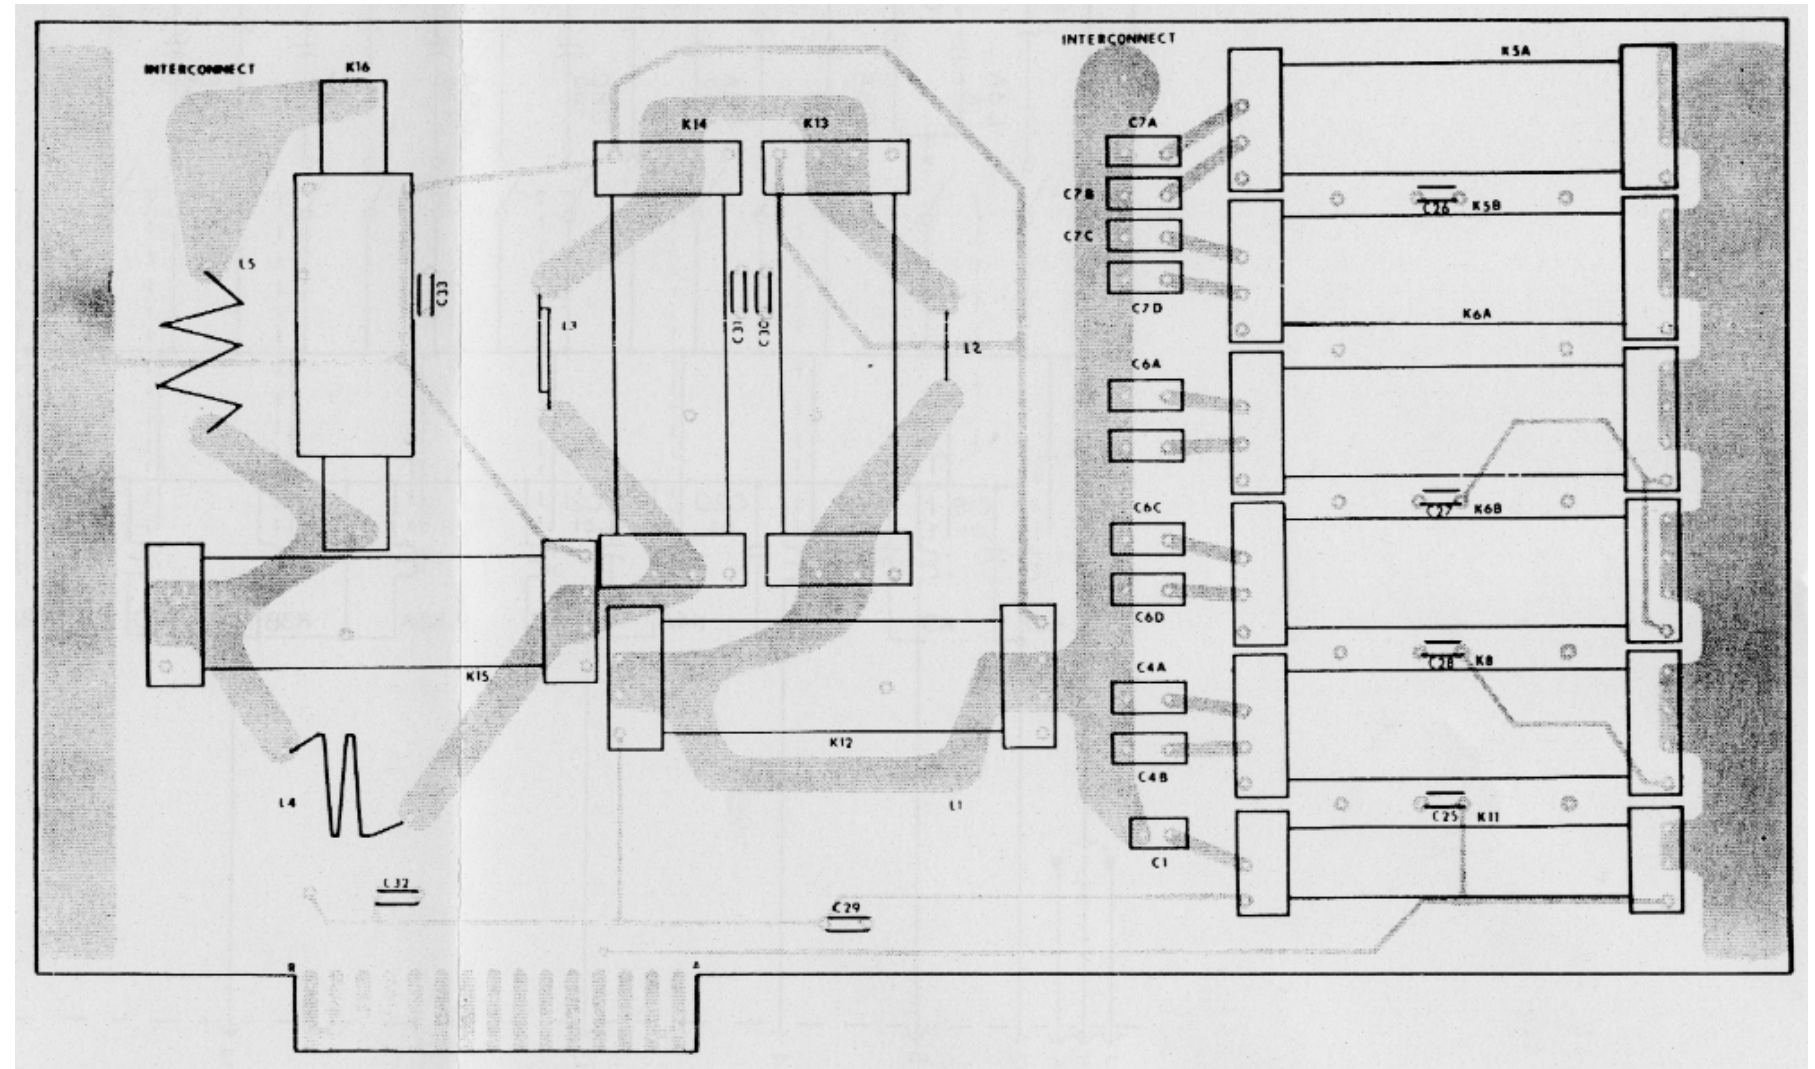 INTERCONNECT
K16
L5
C33
K14
K13
L3
C31
C30
L2
K15
K12
L4
L1
C32
C29
R
A
INTERCONNECT
C7A
C7B
C7C
C7D
C6A
C6C
C6D
C4A
C4B
C1
K5A
C26 K5B
K6A
C27 K6B
C28 K8
C25 K11